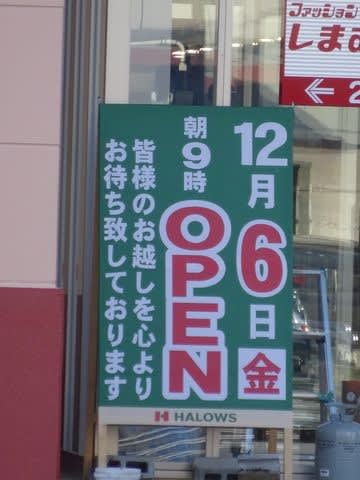 12月6日金
朝9時
OPEN
皆様のお越しを心より
お待ち致しております
HALOWS
ファッション
しま
← 2